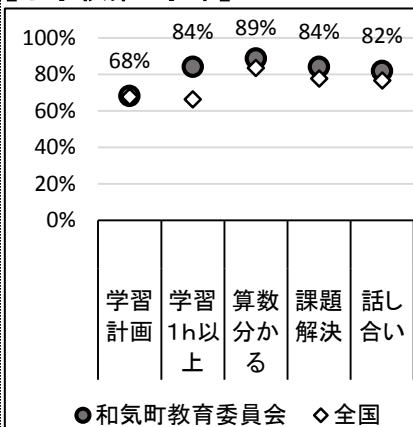 100%
80%
60%
40%
20%
0%
68%
84%
89%
84%
82%
学習計画
学習1h以上
算数分かる
課題解決
話し合い
●和気町教育委員会 ◇全国